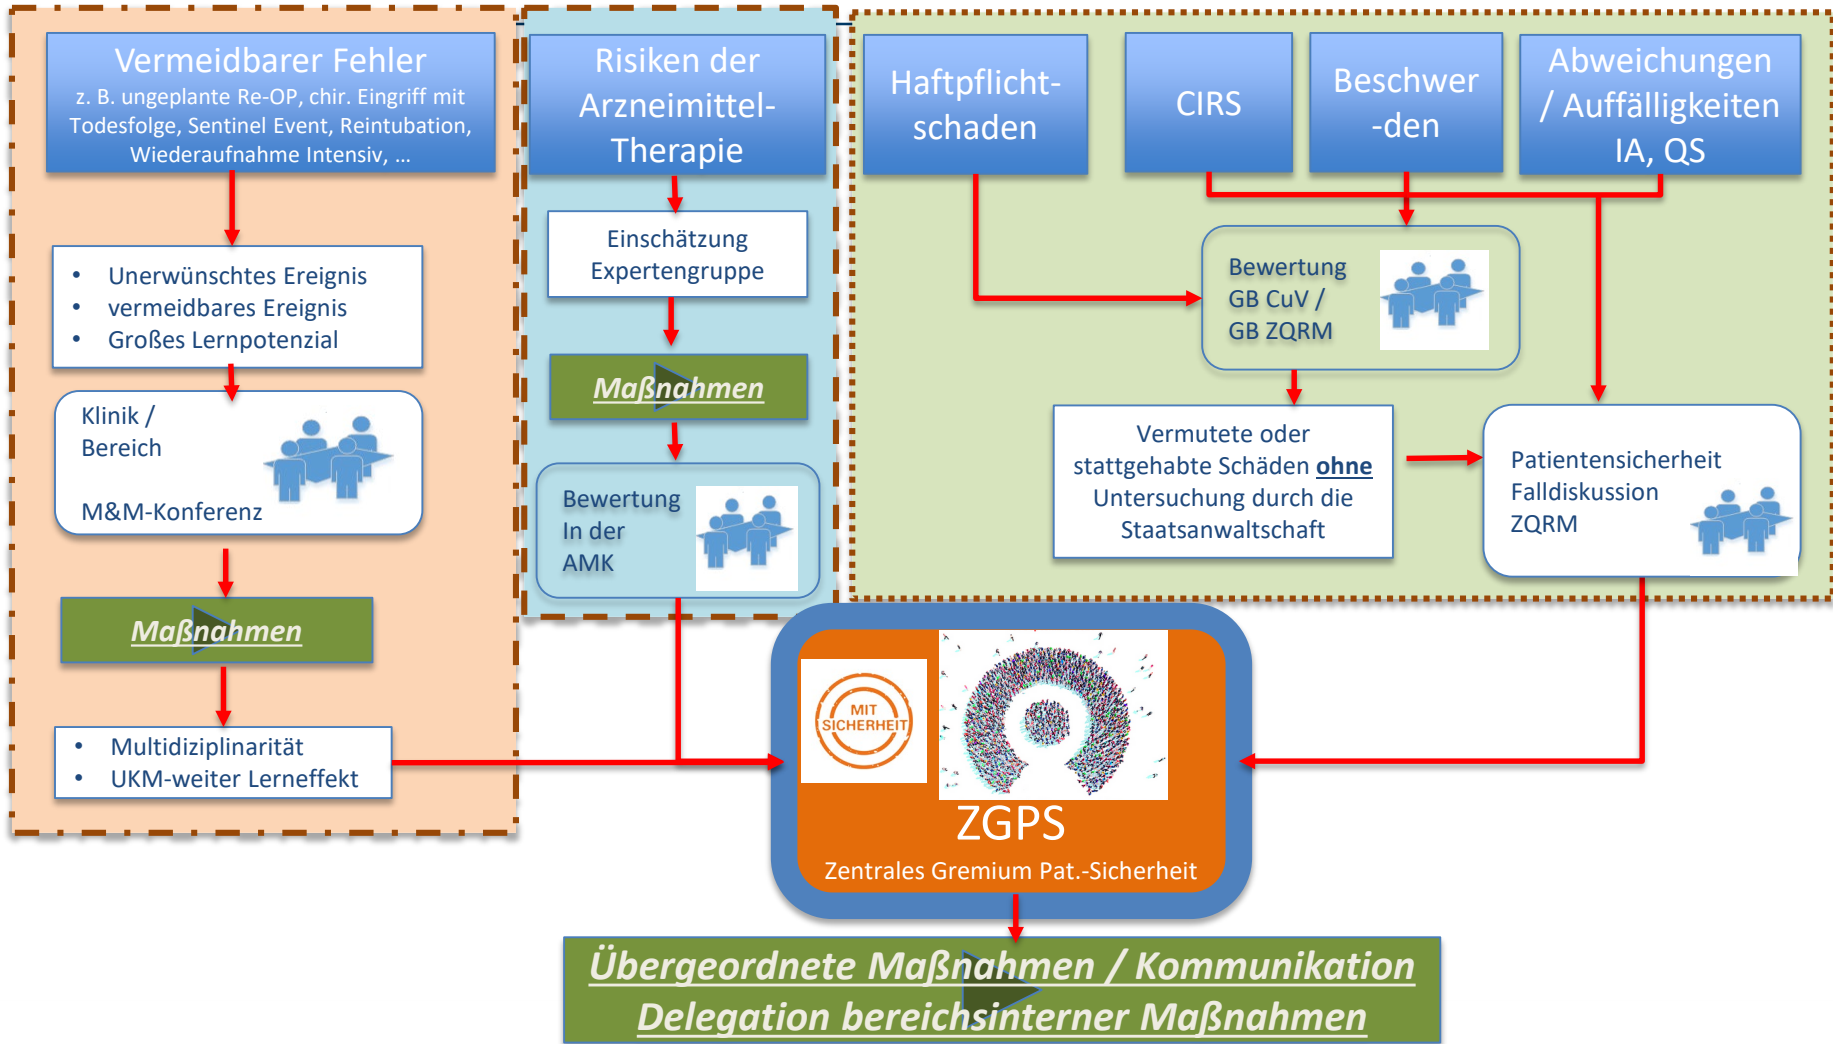 Vermeidbarer Fehler
z. B. ungeplante Re-OP, chir. Eingriff mit
Todesfolge, Sentinel Event, Reintubation,
Wiederaufnahme Intensiv, …
• Unerwünschtes Ereignis
• vermeidbares Ereignis
• Großes Lernpotenzial
Klinik /
Bereich
M&M-Konferenz
Maßnahmen
• Multidiziplinarität
• UKM-weiter Lerneffekt
Risiken der
Arzneimittel-
Therapie
Einschätzung
Expertengruppe
Maßnahmen
Bewertung
In der
AMK
Haftpflicht-
schaden
CIRS
Beschwer
-den
Abweichungen
/ Auffälligkeiten
IA, QS
Bewertung
GB CuV /
GB ZQRM
Vermutete oder
stattgehabte Schäden ohne
Untersuchung durch die
Staatsanwaltschaft
Patientensicherheit
Falldiskussion
ZQRM
MIT
SICHERHEIT
ZGPS
Zentrales Gremium Pat.-Sicherheit
Übergeordnete Maßnahmen / Kommunikation
Delegation bereichsinterner Maßnahmen